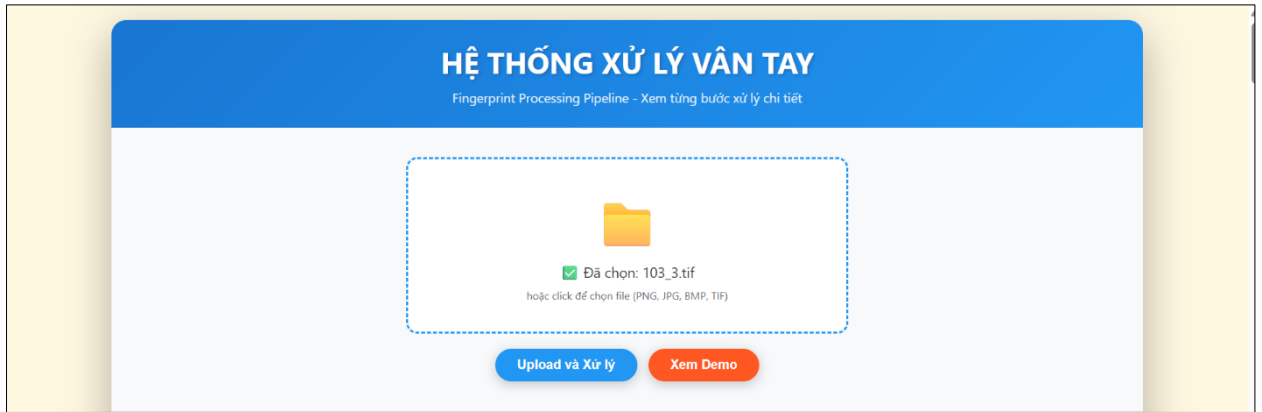 HỆ THỐNG XỬ LÝ VÂN TAY
Fingerprint Processing Pipeline - Xem từng bước xử lý chi tiết
Đã chọn: 103_3.tif
hoặc click để chọn file (PNG, JPG, BMP, TIF)
Upload và Xử lý
Xem Demo